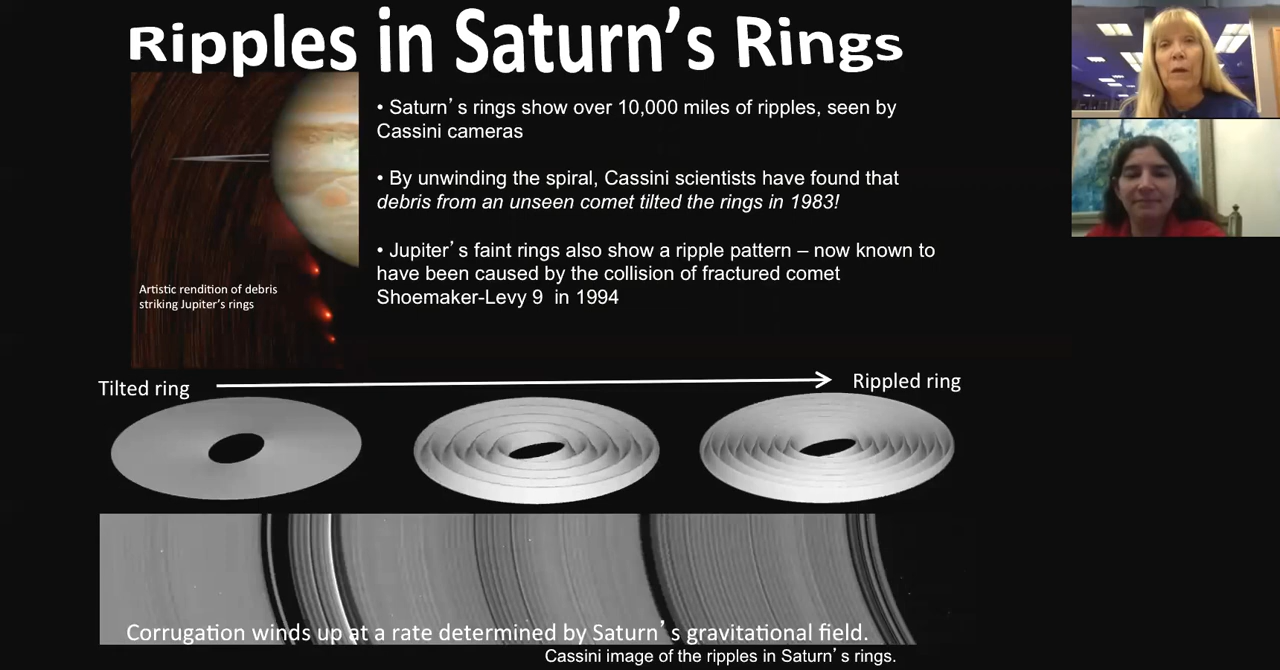 Ripples in Saturn’s Rings
• Saturn’s rings show over 10,000 miles of ripples, seen by
Cassini cameras
• By unwinding the spiral, Cassini scientists have found that
debris from an unseen comet tilted the rings in 1983!
• Jupiter’s faint rings also show a ripple pattern – now known to
have been caused by the collision of fractured comet
Shoemaker-Levy 9 in 1994
Artistic rendition of debris
striking Jupiter’s rings
Tilted ring
Rippled ring
Corrugation winds up at a rate determined by Saturn’s gravitational field.
Cassini image of the ripples in Saturn’s rings.